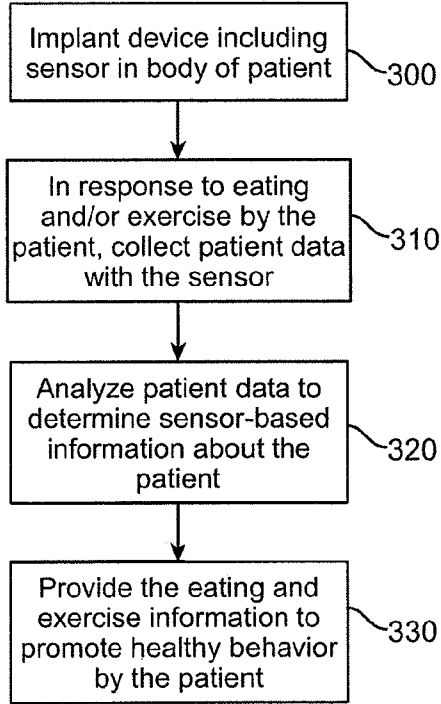 Implant device including
sensor in body of patient
300
In response to eating
and/or exercise by the
patient, collect patient data
with the sensor
310
Analyze patient data to
determine sensor-based
information about the
patient
320
Provide the eating and
exercise information to
promote healthy behavior
by the patient
330